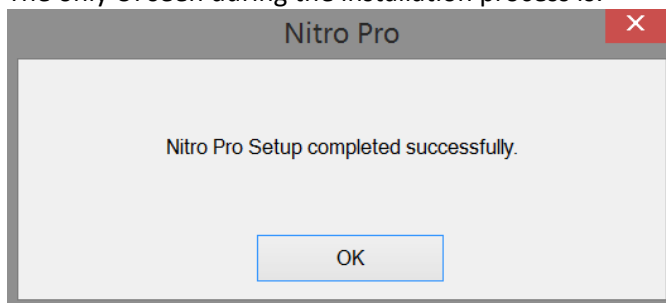 The only UI seen during the installation process is:
Nitro Pro
Nitro Pro Setup completed successfully.
OK